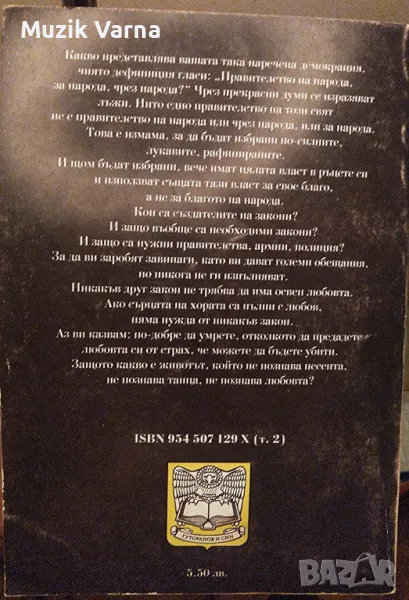 Muzik Varna
Какво представлява вашата така наречена демокрация,
чиято дефиниция гласи: „Правителство на народа,
за народа, чрез народа?“ Чрез прекрасни думи се изразяват
лъжи. Нито едно правителство на този свят
не е правителство на народа или чрез народа, или за народа.
Това е измама, за да бъдат избрани по-силните,
лукавите, рафинираните.
И щом бъдат избрани, вече имат цялата власт в ръцете си
и използват същата тази власт за свое благо,
а не за благото на народа.
Кои са създателите на закони?
И защо въобще са необходими закони?
И защо са нужни правителства, армии, полиция?
За да ви заробят завинаги, като ви дават големи обещания,
но никога не ги изпълняват.
Никакъв друг закон не трябва да има освен любовта.
Ако сърцата на хората са пълни с любов,
няма нужда от никакъв закон.
Аз ви казвам: по-добре да умрете, отколкото да предадете
любовта си от страх, че можете да бъдете убити.
Защото какво е животът, който не познава песента,
не познава танца, не познава любовта?
ISBN 954 507 129 X (т. 2)
ГУТОРАНОВ И СИН
5.50 лв.
BAZAR
bg